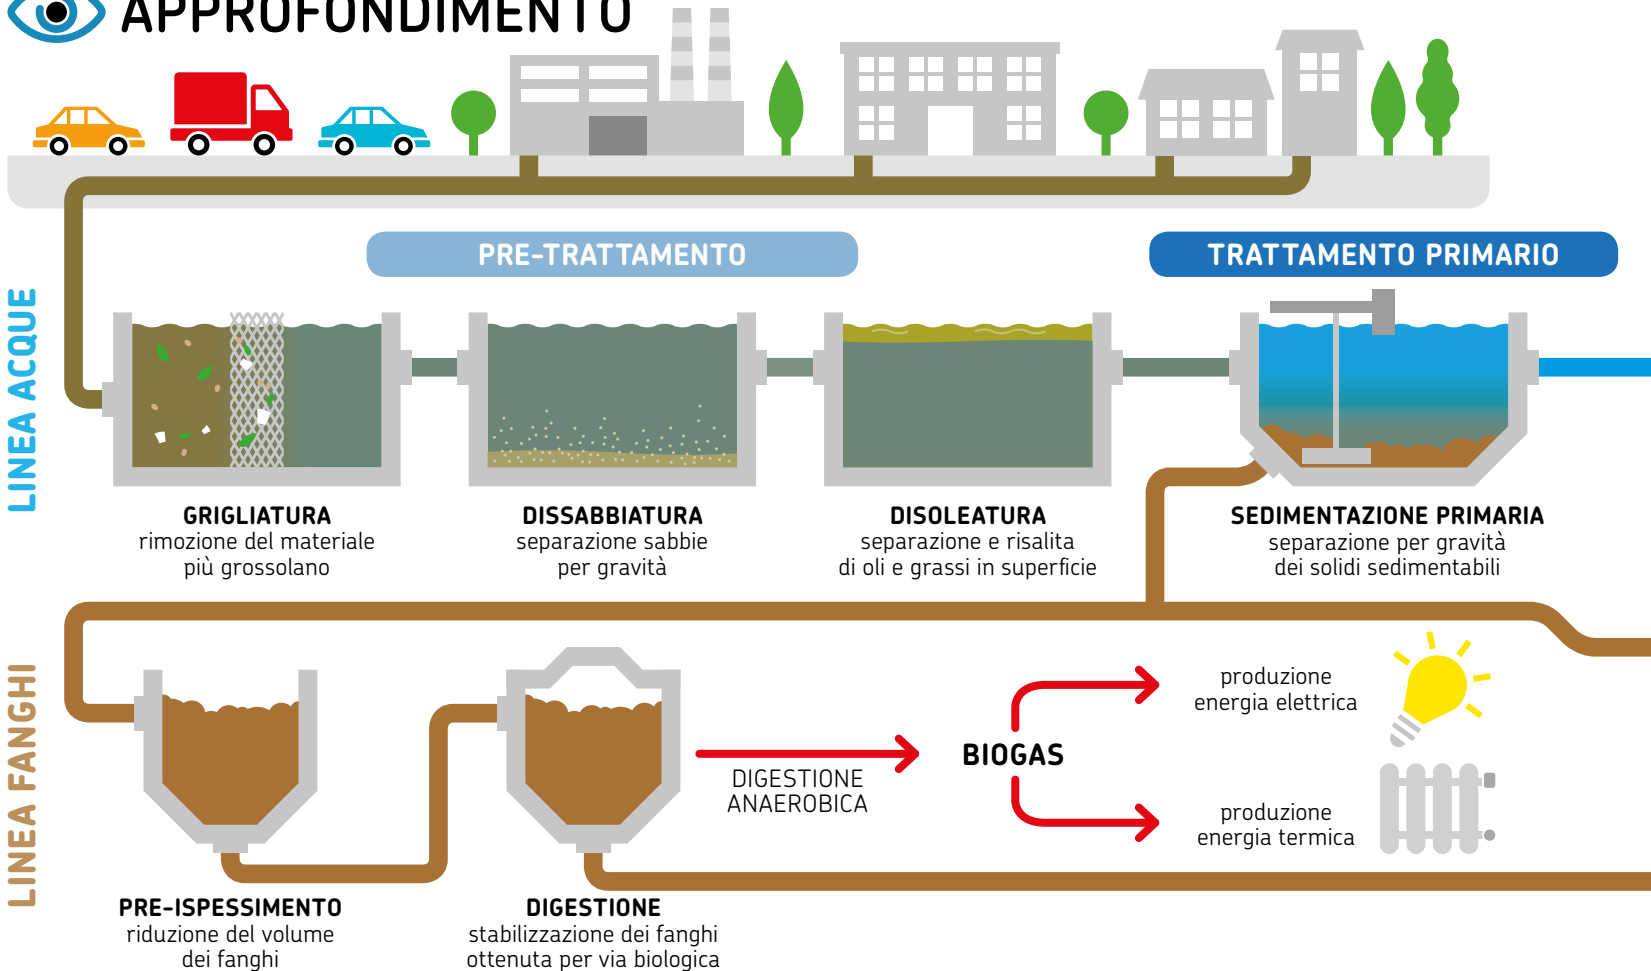 APPROFONDIMENTO
PRE-TRATTAMENTO
TRATTAMENTO PRIMARIO
LINEA ACQUE
GRIGLIATURA
rimozione del materiale
più grossolano
DISSABBIATURA
separazione sabbie
per gravità
DISOLEATURA
separazione e risalita
di oli e grassi in superficie
SEDIMENTAZIONE PRIMARIA
separazione per gravità
dei solidi sedimentabili
LINEA FANGHI
PRE-ISPESSIMENTO
riduzione del volume
dei fanghi
DIGESTIONE
stabilizzazione dei fanghi
ottenuta per via biologica
DIGESTIONE
ANAEROBICA
BIOGAS
produzione
energia elettrica
produzione
energia termica